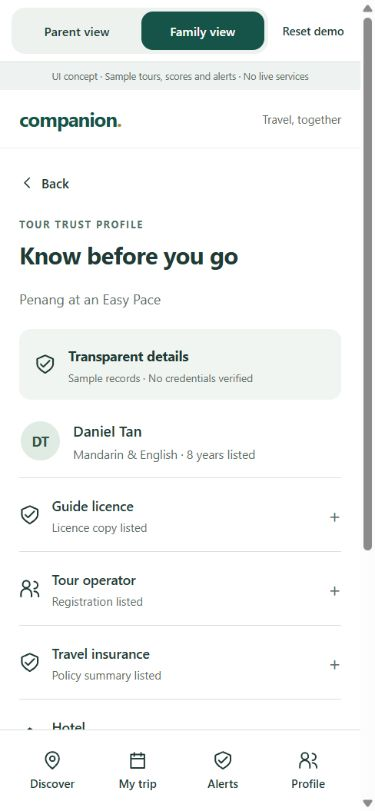 Parent view
Family view
Reset demo
UI concept · Sample tours, scores and alerts · No live services
companion.
Travel, together
Back
TOUR TRUST PROFILE
Know before you go
Penang at an Easy Pace
Transparent details
Sample records · No credentials verified
DT
Daniel Tan
Mandarin & English · 8 years listed
Guide licence
Licence copy listed
+
Tour operator
Registration listed
+
Travel insurance
Policy summary listed
+
Hotel
Discover
My trip
Alerts
Profile